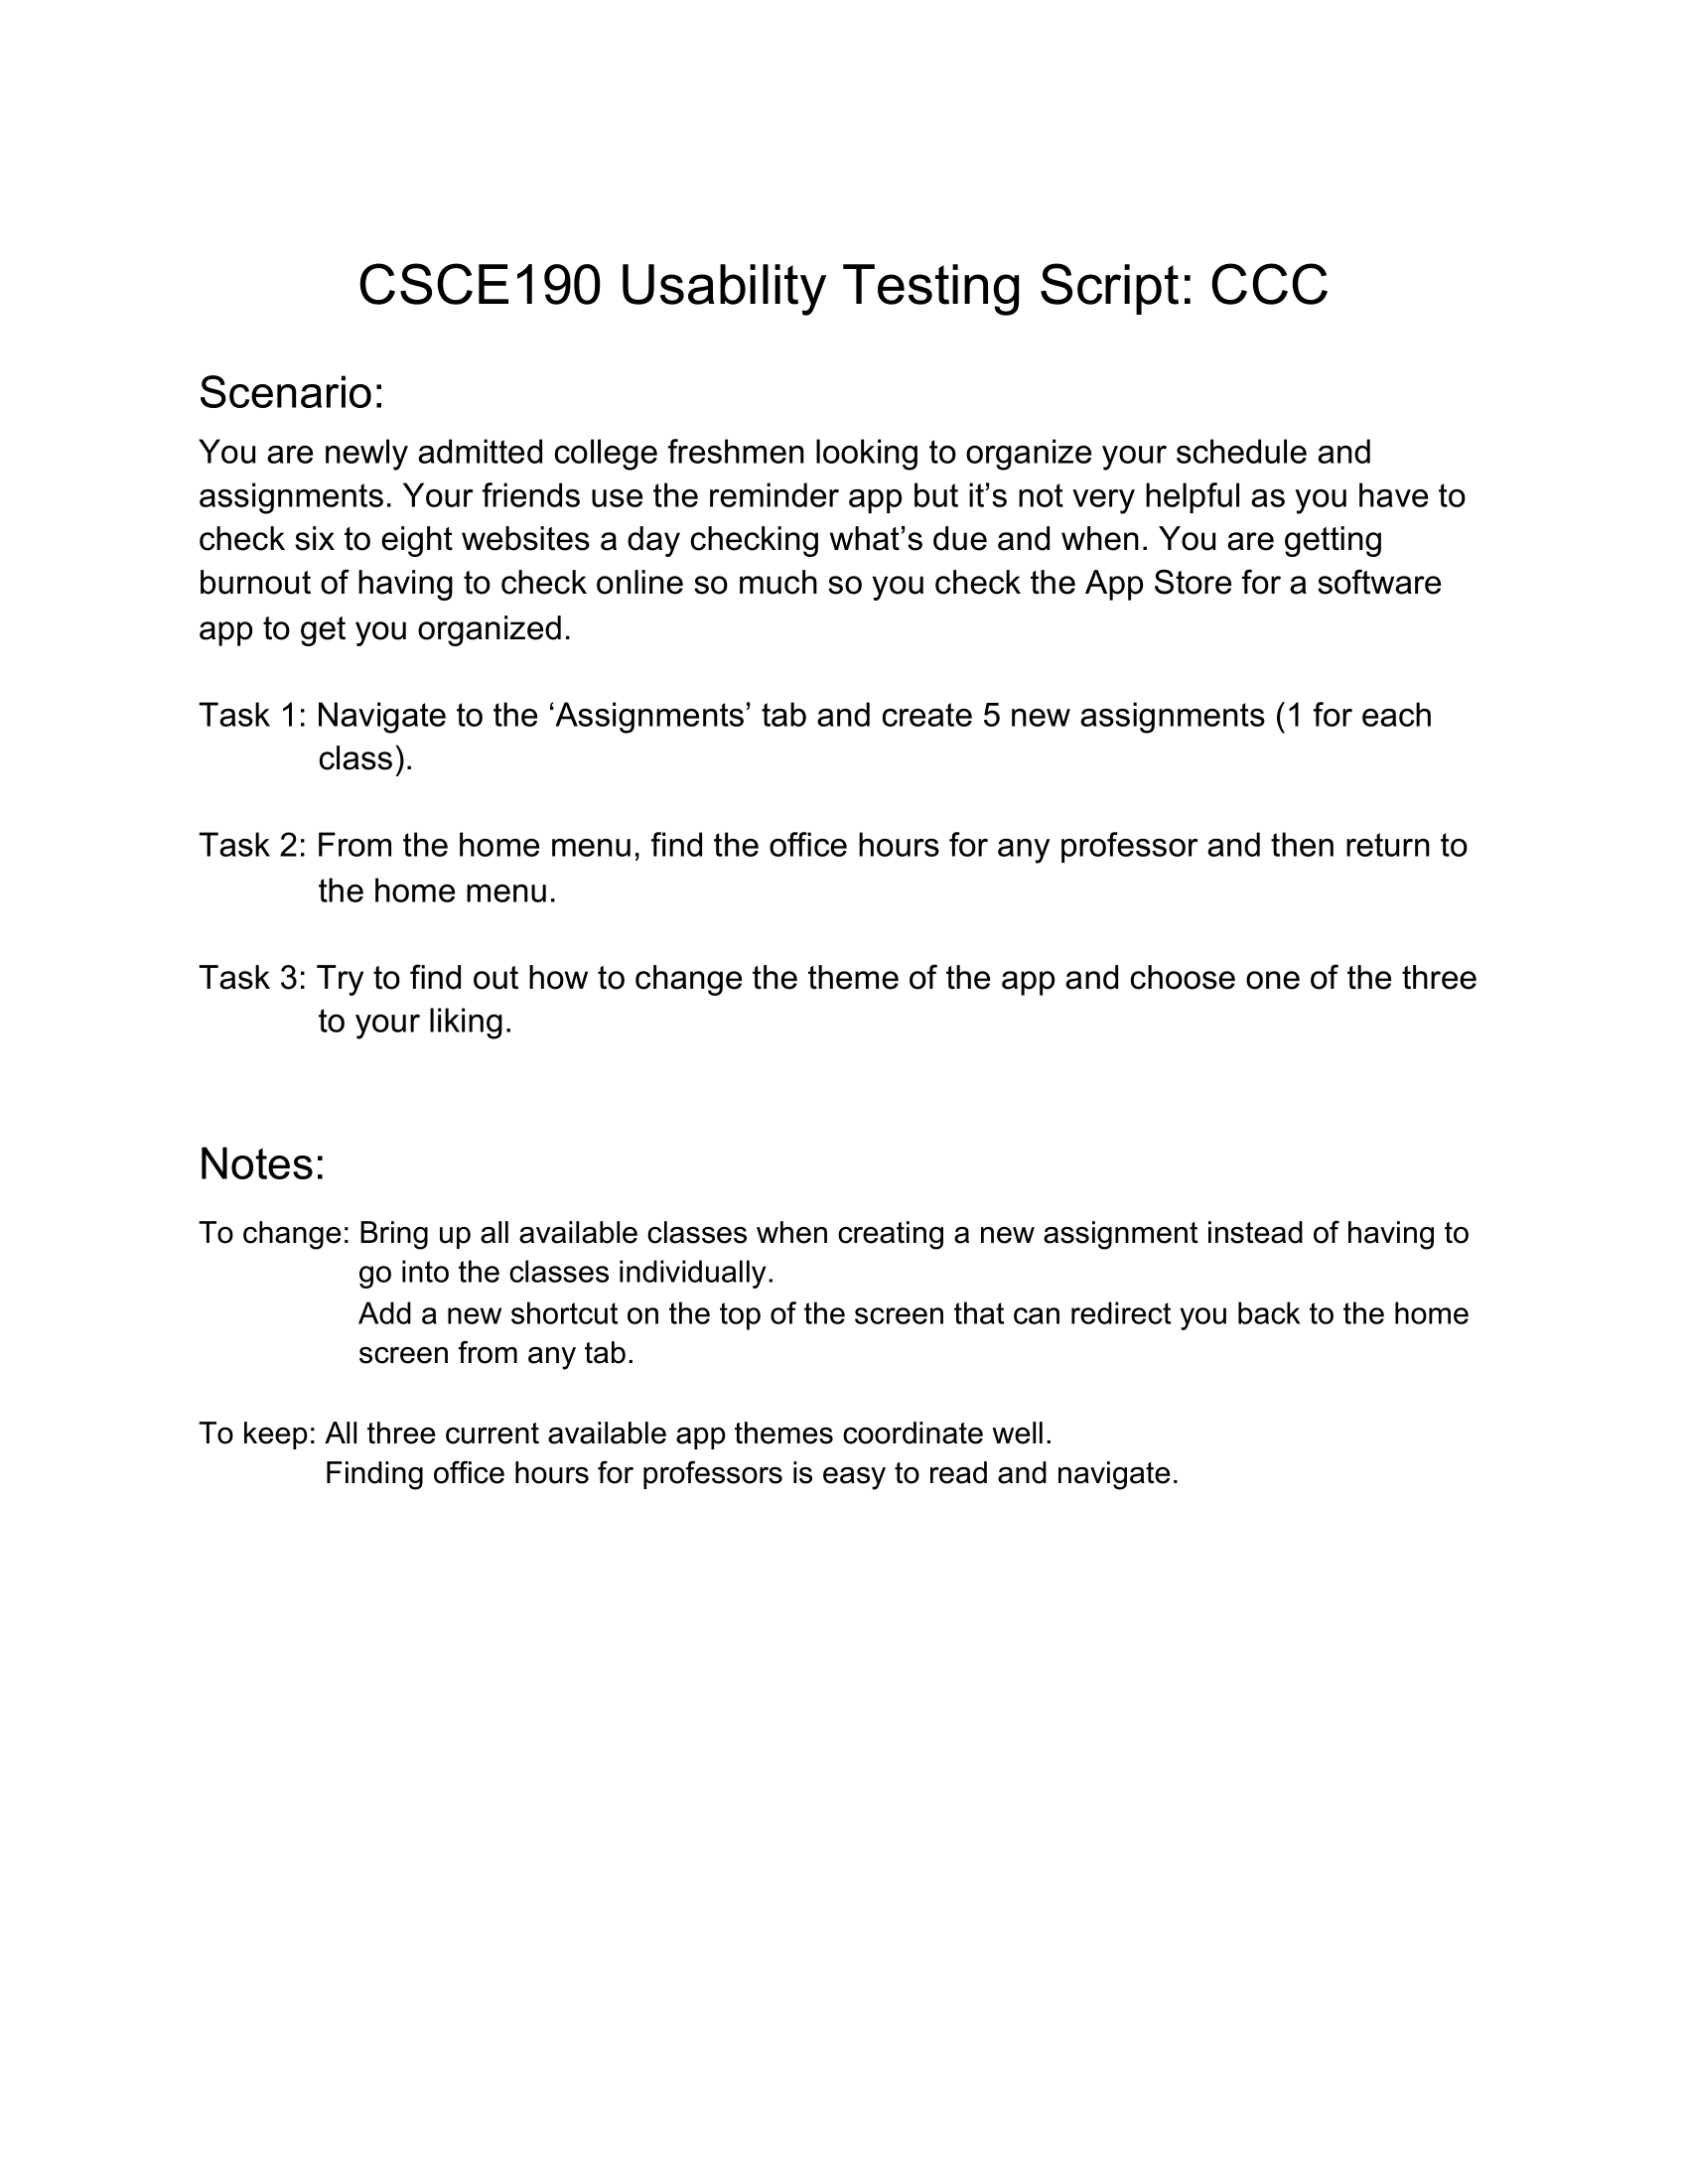 CSCE190 Usability Testing Script: CCC
Scenario:
You are newly admitted college freshmen looking to organize your schedule and
assignments. Your friends use the reminder app but it’s not very helpful as you have to
check six to eight websites a day checking what’s due and when. You are getting
burnout of having to check online so much so you check the App Store for a software
app to get you organized.
Task 1: Navigate to the ‘Assignments’ tab and create 5 new assignments (1 for each
class).
Task 2: From the home menu, find the office hours for any professor and then return to
the home menu.
Task 3: Try to find out how to change the theme of the app and choose one of the three
to your liking.
Notes:
To change: Bring up all available classes when creating a new assignment instead of having to
go into the classes individually.
Add a new shortcut on the top of the screen that can redirect you back to the home
screen from any tab.
To keep: All three current available app themes coordinate well.
Finding office hours for professors is easy to read and navigate.